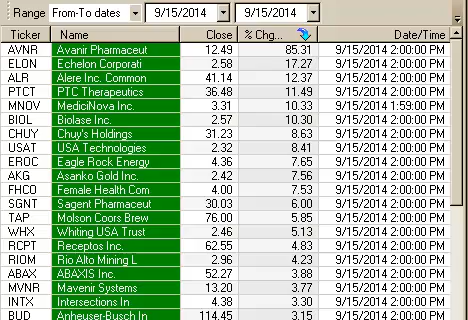 Range From-To dates 9/15/2014 9/15/2014
Ticker Name Close % Chg... Date/Time
AVNR Avanir Pharmaceut 12.49 85.31 9/15/2014 2:00:00 PM
ELON Echelon Corporati 2.58 17.27 9/15/2014 2:00:00 PM
ALR Alere Inc. Common 41.14 12.37 9/15/2014 2:00:00 PM
PTCT PTC Therapeutics 36.48 11.49 9/15/2014 2:00:00 PM
MNOV MediciNova Inc. 3.31 10.33 9/15/2014 1:59:00 PM
BIOL Biolase Inc. 2.57 10.30 9/15/2014 2:00:00 PM
CHUY Chuy's Holdings 31.23 8.63 9/15/2014 2:00:00 PM
USAT USA Technologies 2.32 8.41 9/15/2014 2:00:00 PM
EROC Eagle Rock Energy 4.36 7.65 9/15/2014 2:00:00 PM
AKG Asanko Gold Inc. 2.42 7.56 9/15/2014 2:00:00 PM
FHCO Female Health Com 4.00 7.53 9/15/2014 2:00:00 PM
SGNT Sagent Pharmaceut 30.03 6.00 9/15/2014 2:00:00 PM
TAP Molson Coors Brew 76.00 5.85 9/15/2014 2:00:00 PM
WHX Whiting USA Trust 2.46 5.13 9/15/2014 2:00:00 PM
RCPT Receptos Inc. 62.55 4.83 9/15/2014 2:00:00 PM
RIOM Rio Alto Mining L 2.96 4.23 9/15/2014 2:00:00 PM
ABAX ABAXIS Inc. 52.27 3.88 9/15/2014 2:00:00 PM
MVNR Mavenir Systems 13.20 3.77 9/15/2014 2:00:00 PM
INTX Intersections In 4.38 3.30 9/15/2014 2:00:00 PM
BUD Anheuser-Busch In 114.45 3.15 9/15/2014 2:00:00 PM